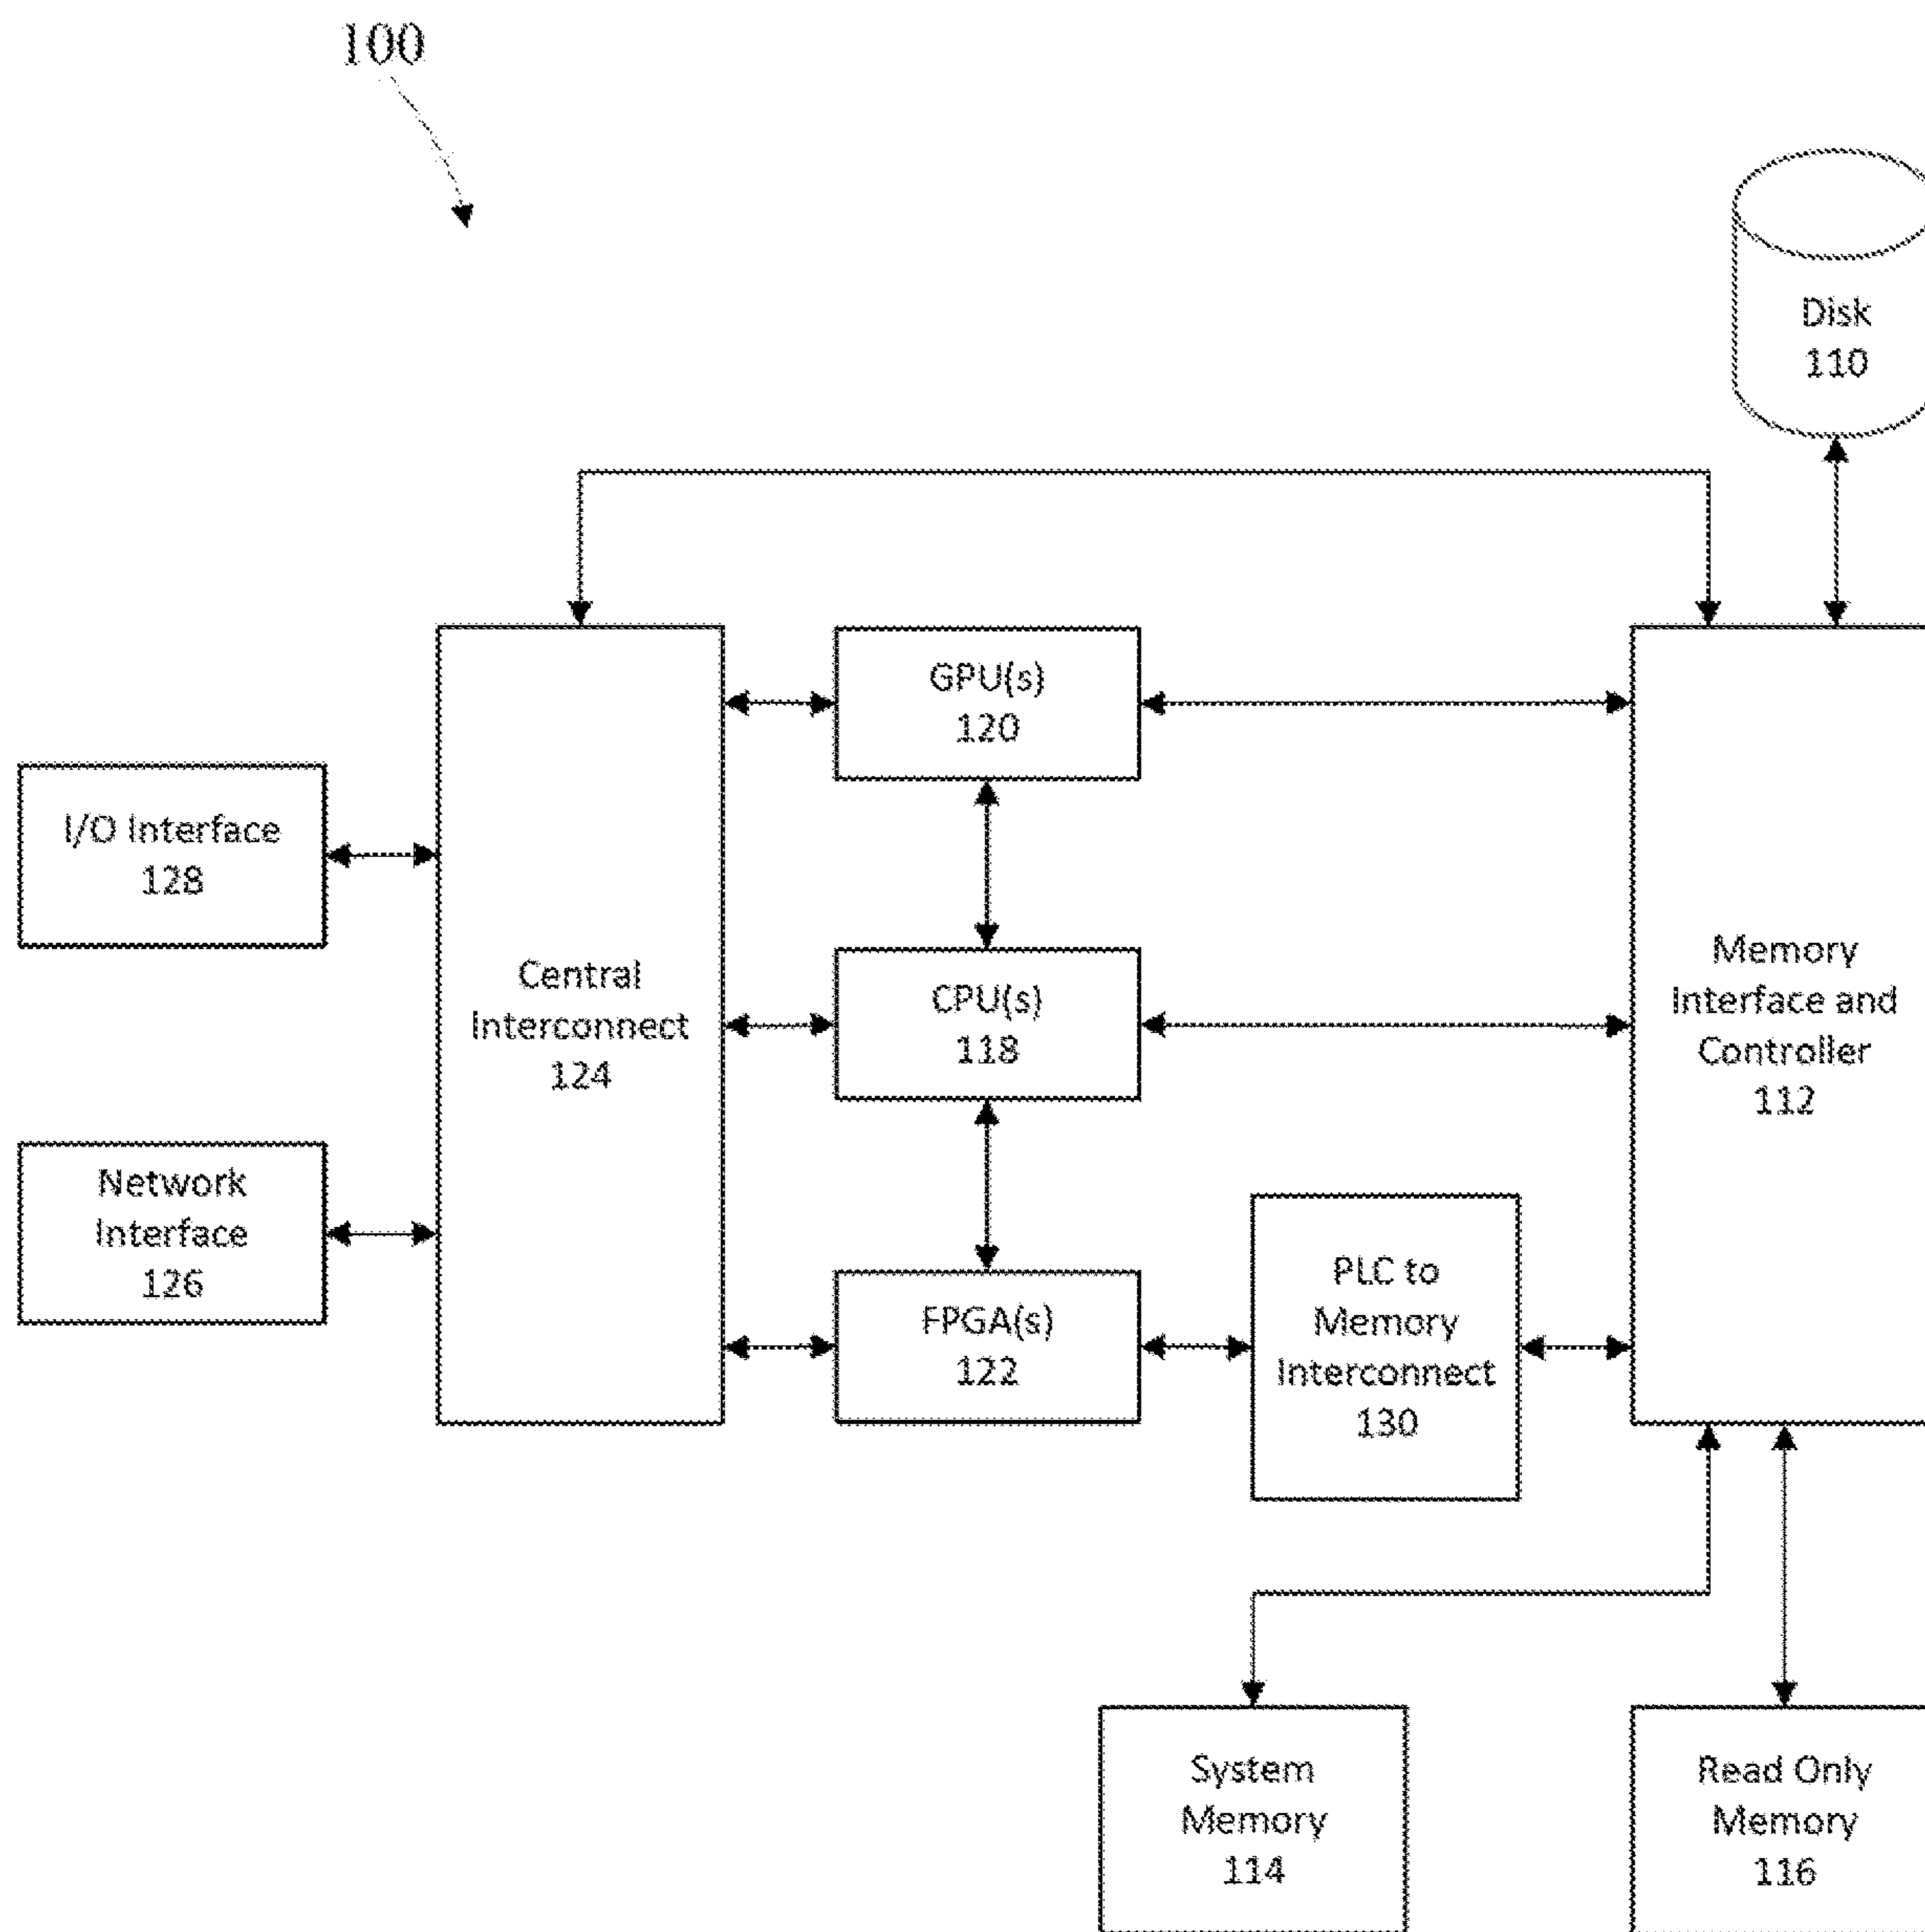 100
Disk
110
GPU(s)
120
I/O Interface
128
Central
Interconnect
124
CPU(s)
118
Memory
Interface and
Controller
112
Network
Interface
126
FPGA(s)
122
PLC to
Memory
Interconnect
130
System
Memory
114
Read Only
Memory
116